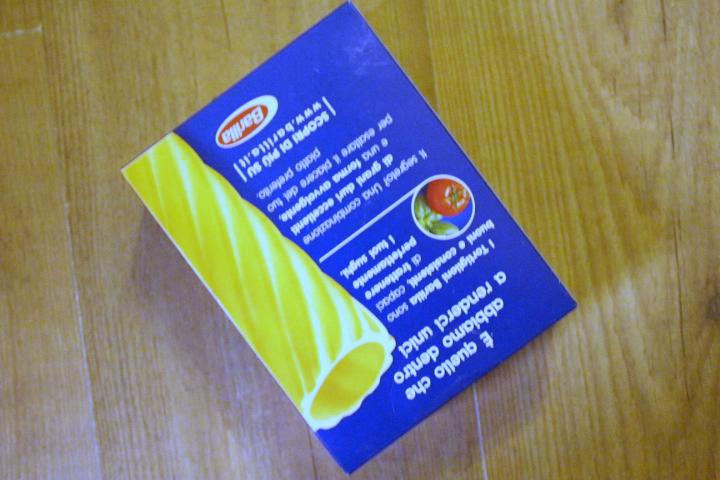 È quello che
abbiamo dentro
a renderci unici
I Tortiglioni Barilla sono
buoni e consistenti, capaci
di trattenere
perfettamente
i tuoi sughi.
Il segreto? Una combinazione
di grani duri eccellenti
e una forma avvolgente,
per esaltare il piacere del tuo
piatto preferito.
SCOPRI DI PIÙ SU
www.barilla.it
Barilla